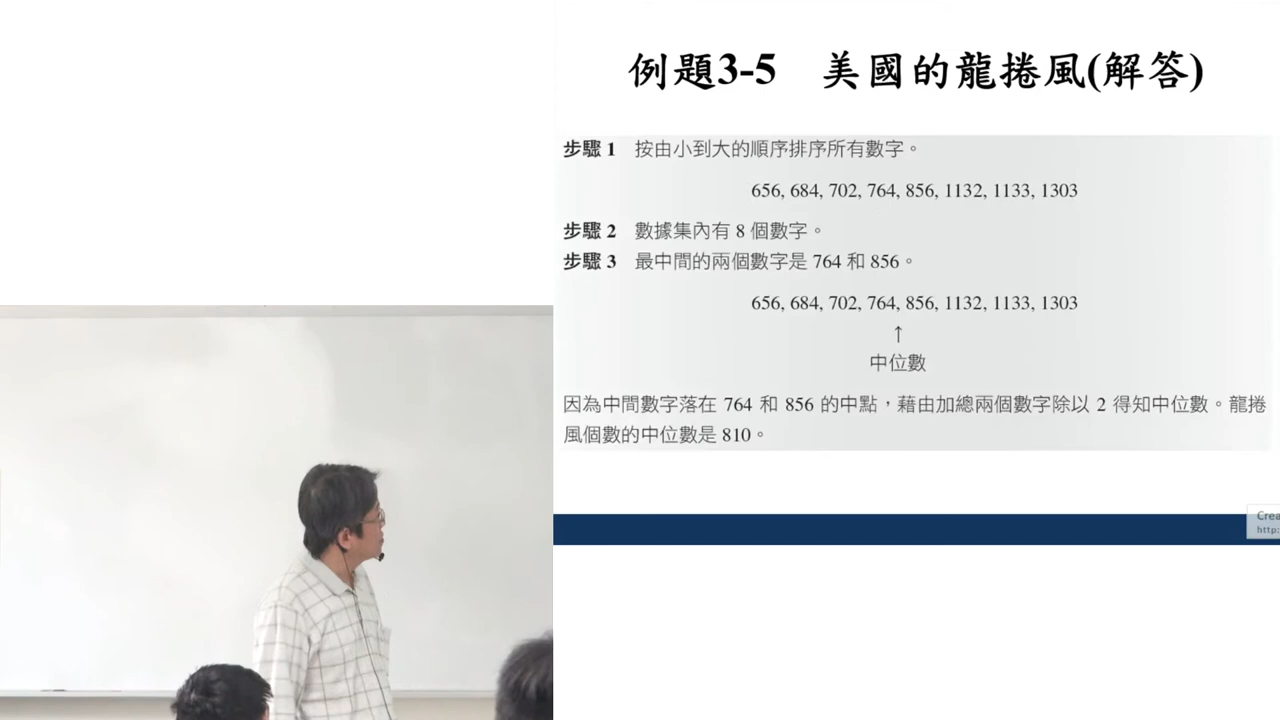 例題3-5 美國的龍捲風(解答)
步驟 1 按由小到大的順序排序所有數字。
656, 684, 702, 764, 856, 1132, 1133, 1303
步驟 2 數據集內有 8 個數字。
步驟 3 最中間的兩個數字是 764 和 856。
656, 684, 702, 764, 856, 1132, 1133, 1303
↑
中位數
因為中間數字落在 764 和 856 的中點，藉由加總兩個數字除以 2 得知中位數。龍捲
風個數的中位數是 810。
Crea
http: